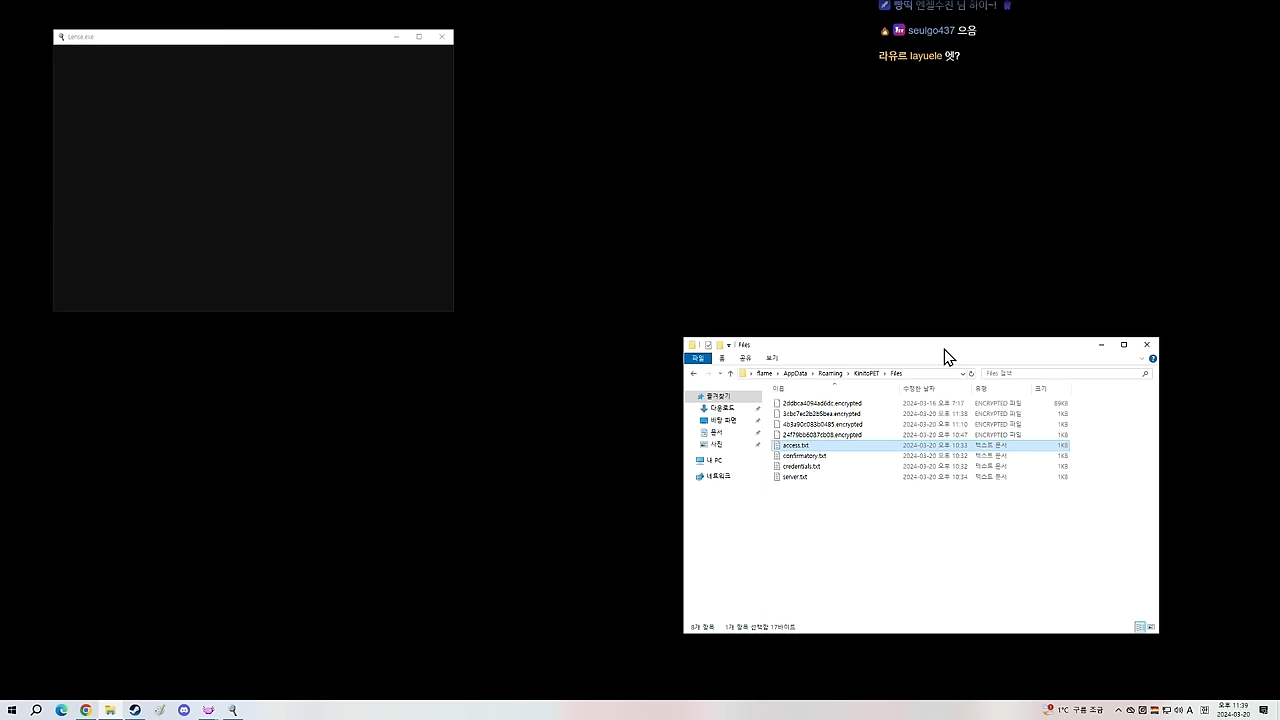 빵떡 엔젤수진 님 하이~!
seulgo437 으음
라유르 layuele 엣?
sense.exe
Files
파일 홈 공유 보기
flame › AppData › Roaming › KinitoPET › Files
Files 검색
이름 수정한 날짜 유형 크기
즐겨찾기
다운로드
바탕 화면
문서
사진
내 PC
네트워크
2ddbca4094ad6dc.encrypted 2024-03-16 오후 7:17 ENCRYPTED 파일 89KB
3cbc7ec2b2b5bea.encrypted 2024-03-20 오후 11:38 ENCRYPTED 파일 1KB
4b3a90c083b0485.encrypted 2024-03-20 오후 11:10 ENCRYPTED 파일 1KB
24f79bb6087cb08.encrypted 2024-03-20 오후 10:47 ENCRYPTED 파일 1KB
access.txt 2024-03-20 오후 10:33 텍스트 문서 1KB
confirmatory.txt 2024-03-20 오후 10:32 텍스트 문서 1KB
credentials.txt 2024-03-20 오후 10:32 텍스트 문서 1KB
server.txt 2024-03-20 오후 10:34 텍스트 문서 1KB
8개 항목 1개 항목 선택함 17바이트
1°C 구름 조금
A 한
오후 11:39
2024-03-20